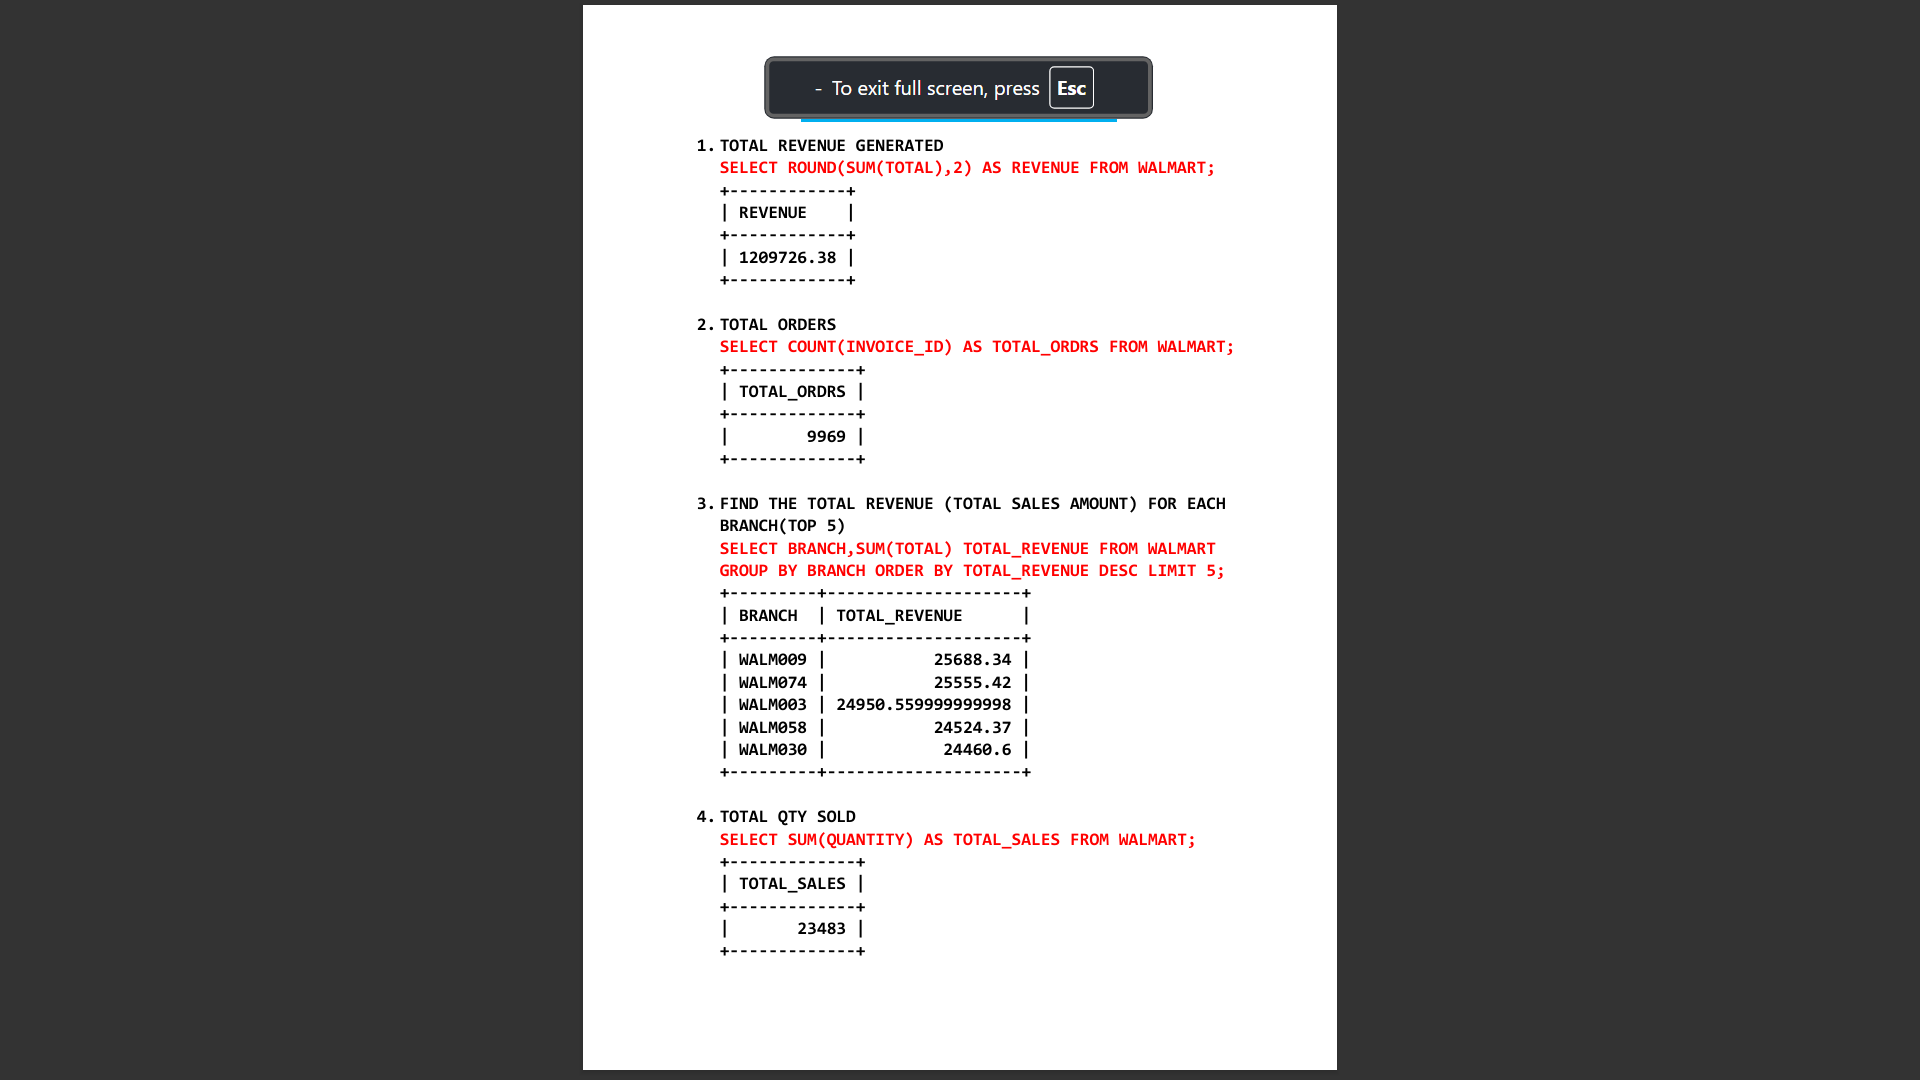 - To exit full screen, press Esc
1. TOTAL REVENUE GENERATED
SELECT ROUND(SUM(TOTAL),2) AS REVENUE FROM WALMART;
+------------+
| REVENUE    |
+------------+
| 1209726.38 |
+------------+
2. TOTAL ORDERS
SELECT COUNT(INVOICE_ID) AS TOTAL_ORDRS FROM WALMART;
+-------------+
| TOTAL_ORDRS |
+-------------+
|        9969 |
+-------------+
3. FIND THE TOTAL REVENUE (TOTAL SALES AMOUNT) FOR EACH
BRANCH(TOP 5)
SELECT BRANCH,SUM(TOTAL) TOTAL_REVENUE FROM WALMART
GROUP BY BRANCH ORDER BY TOTAL_REVENUE DESC LIMIT 5;
+---------+--------------------+
| BRANCH  | TOTAL_REVENUE      |
+---------+--------------------+
| WALM009 |           25688.34 |
| WALM074 |           25555.42 |
| WALM003 | 24950.559999999998 |
| WALM058 |           24524.37 |
| WALM030 |            24460.6 |
+---------+--------------------+
4. TOTAL QTY SOLD
SELECT SUM(QUANTITY) AS TOTAL_SALES FROM WALMART;
+-------------+
| TOTAL_SALES |
+-------------+
|       23483 |
+-------------+